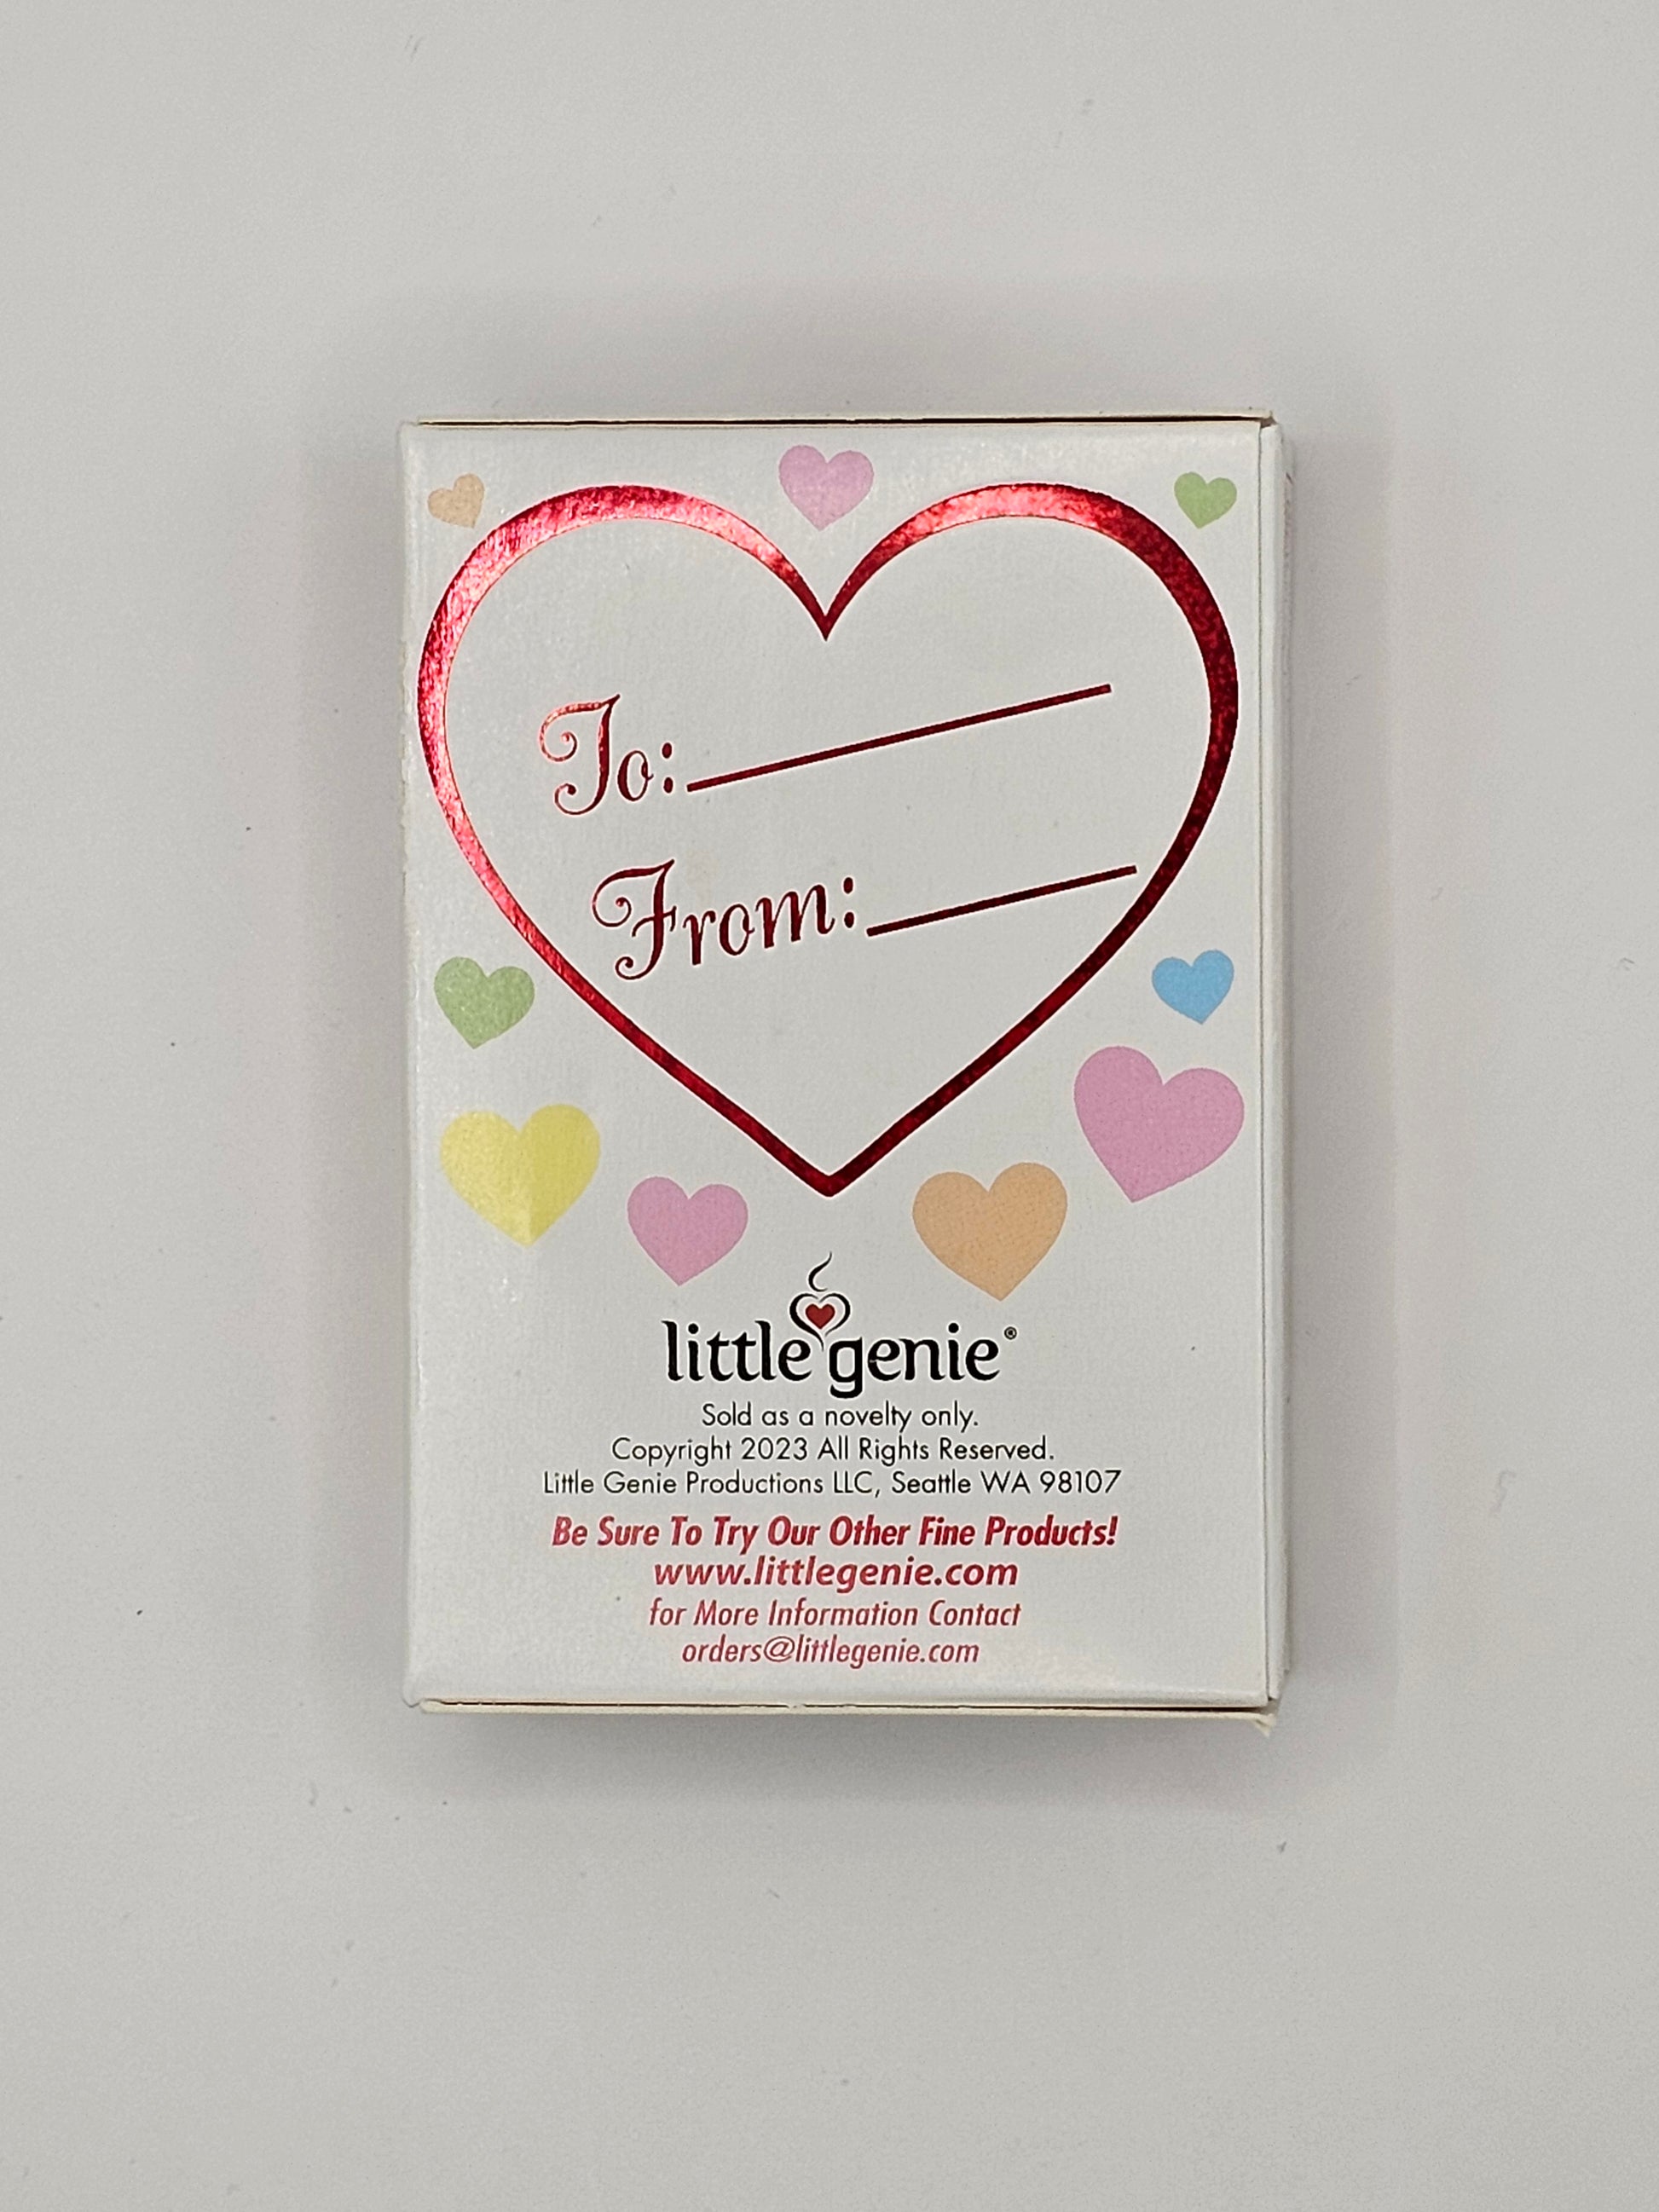 To:
From:
little genie®
Sold as a novelty only.
Copyright 2023 All Rights Reserved.
Little Genie Productions LLC, Seattle WA 98107
Be Sure To Try Our Other Fine Products!
www.littlegenie.com
for More Information Contact
orders@littlegenie.com